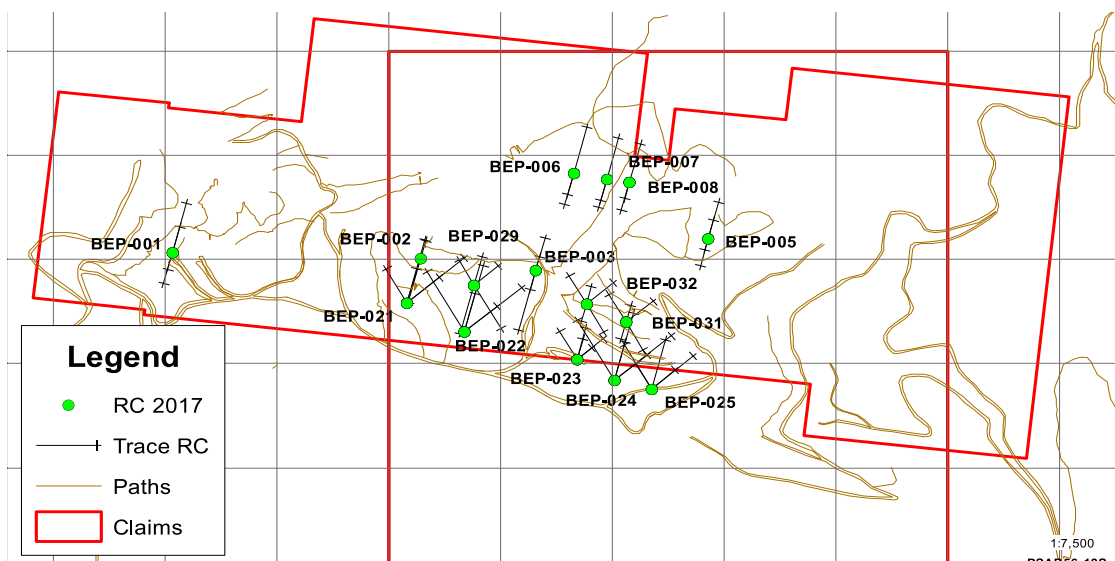 BEP-006
BEP-007
BEP-008
BEP-001
BEP-002
BEP-029
BEP-003
BEP-005
BEP-032
BEP-021
BEP-022
BEP-031
BEP-023
BEP-024
BEP-025
Legend
RC 2017
Trace RC
Paths
Claims
1:7,500